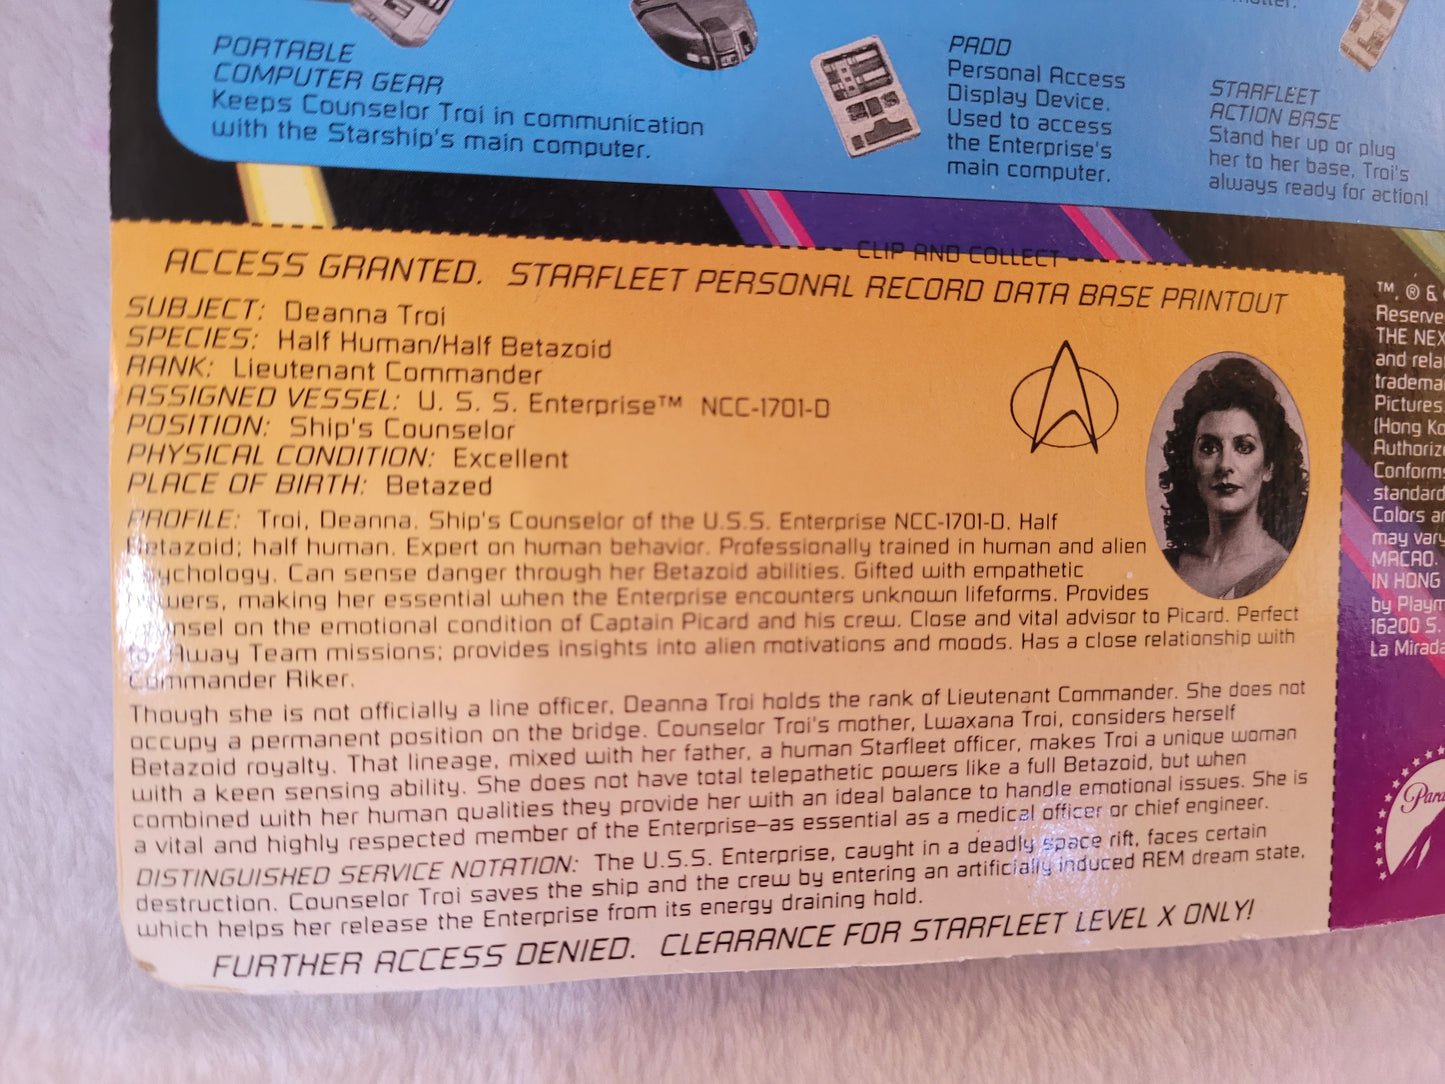 matter.
PORTABLE
COMPUTER GEAR
Keeps Counselor Troi in communication
with the Starship's main computer.
PADD
Personal Access
Display Device.
Used to access
the Enterprise's
main computer.
STARFLEET
ACTION BASE
Stand her up or plug
her to her base, Troi's
always ready for action!
CLIP AND COLLECT
ACCESS GRANTED. STARFLEET PERSONAL RECORD DATA BASE PRINTOUT
SUBJECT: Deanna Troi
SPECIES: Half Human/Half Betazoid
RANK: Lieutenant Commander
ASSIGNED VESSEL: U. S. S. Enterprise™ NCC-1701-D
POSITION: Ship's Counselor
PHYSICAL CONDITION: Excellent
PLACE OF BIRTH: Betazed
PROFILE: Troi, Deanna. Ship's Counselor of the U.S.S. Enterprise NCC-1701-D. Half
Betazoid; half human. Expert on human behavior. Professionally trained in human and alien
psychology. Can sense danger through her Betazoid abilities. Gifted with empathetic
powers, making her essential when the Enterprise encounters unknown lifeforms. Provides
counsel on the emotional condition of Captain Picard and his crew. Close and vital advisor to Picard. Perfect
for Away Team missions; provides insights into alien motivations and moods. Has a close relationship with
Commander Riker.
Though she is not officially a line officer, Deanna Troi holds the rank of Lieutenant Commander. She does not
occupy a permanent position on the bridge. Counselor Troi's mother, Lwaxana Troi, considers herself
Betazoid royalty. That lineage, mixed with her father, a human Starfleet officer, makes Troi a unique woman
with a keen sensing ability. She does not have total telepathetic powers like a full Betazoid, but when
combined with her human qualities they provide her with an ideal balance to handle emotional issues. She is
a vital and highly respected member of the Enterprise—as essential as a medical officer or chief engineer.
DISTINGUISHED SERVICE NOTATION: The U.S.S. Enterprise, caught in a deadly space rift, faces certain
destruction. Counselor Troi saves the ship and the crew by entering an artificially induced REM dream state,
which helps her release the Enterprise from its energy draining hold.
FURTHER ACCESS DENIED. CLEARANCE FOR STARFLEET LEVEL X ONLY!
™, ® &
Reserve
THE NEX
and rela
tradema
Pictures
(Hong Ko
Authoriz
Conforms
standard
Colors a
may vary
MACAO.
IN HONG
by Playm
16200 S.
La Mirada
Para